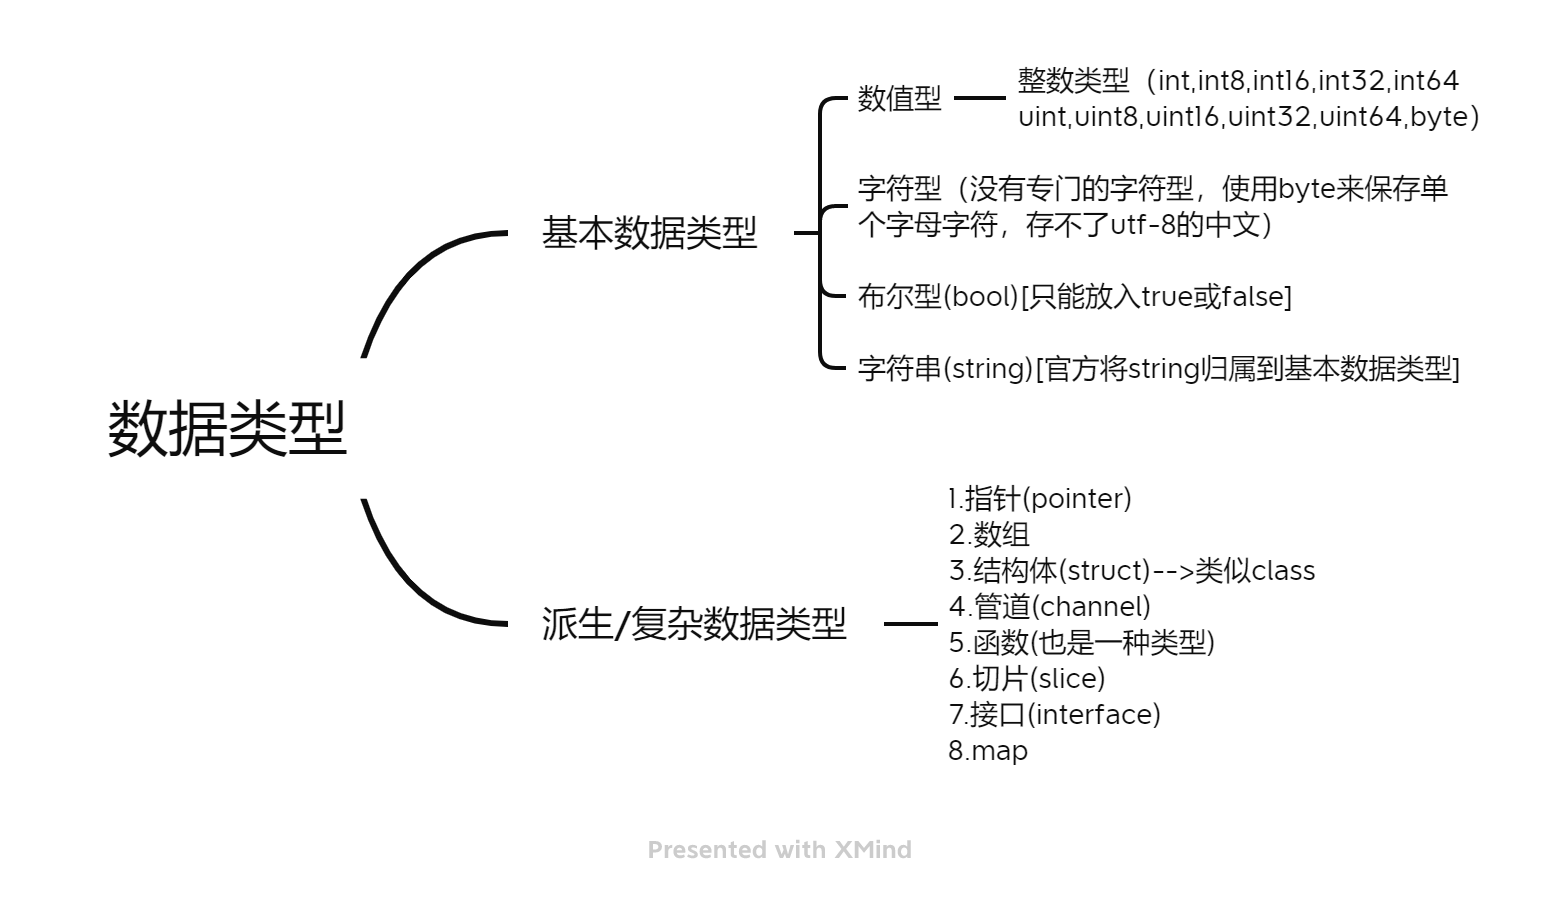 数据类型
基本数据类型
数值型
整数类型（int,int8,int16,int32,int64
uint,uint8,uint16,uint32,uint64,byte)
字符型（没有专门的字符型，使用byte来保存单
个字母字符，存不了utf-8的中文）
布尔型(bool)[只能放入true或false]
字符串(string)[官方将string归属到基本数据类型]
派生/复杂数据类型
1.指针(pointer)
2.数组
3.结构体(struct)-->类似class
4.管道(channel)
5.函数(也是一种类型)
6.切片(slice)
7.接口(interface)
8.map
Presented with XMind